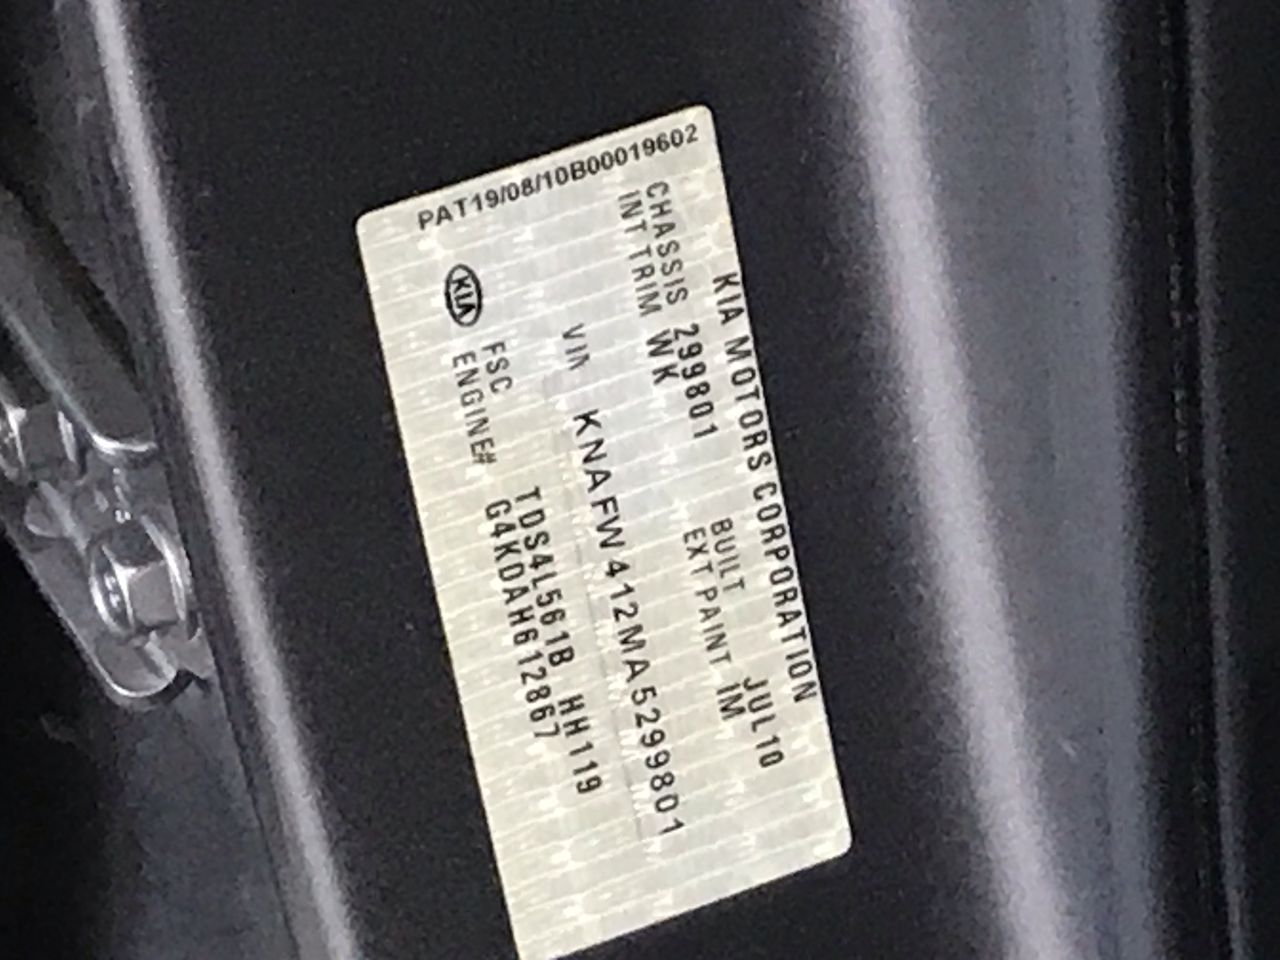 PAT19/08/10B00019602
KIA MOTORS CORPORATION
CHASSIS 299801 BUILT JUL10
INT TRIM WK EXT PAINT IM
VIN KNAFW412MA5299801
FSC TDS4L561B HH119
ENGINE# G4KDAH612867
KIA